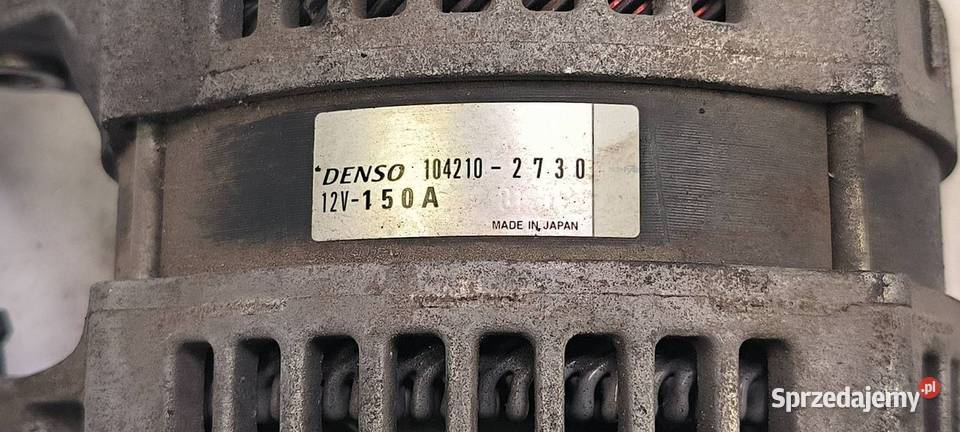 DENSO 104210-2730
12V-150A
MADE IN JAPAN
Sprzedajemy.pl